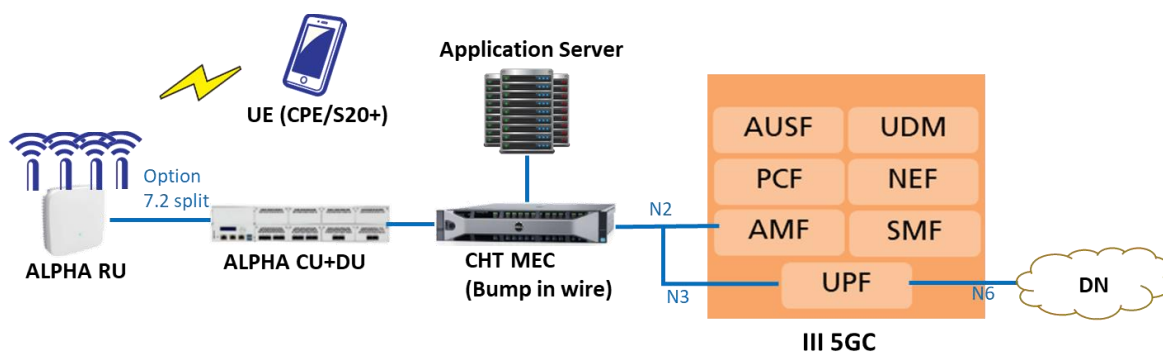 Application Server
UE (CPE/S20+)
Option
7.2 split
ALPHA RU
ALPHA CU+DU
CHT MEC
(Bump in wire)
N2
N3
AUSF
UDM
PCF
NEF
AMF
SMF
UPF
N6
DN
III 5GC